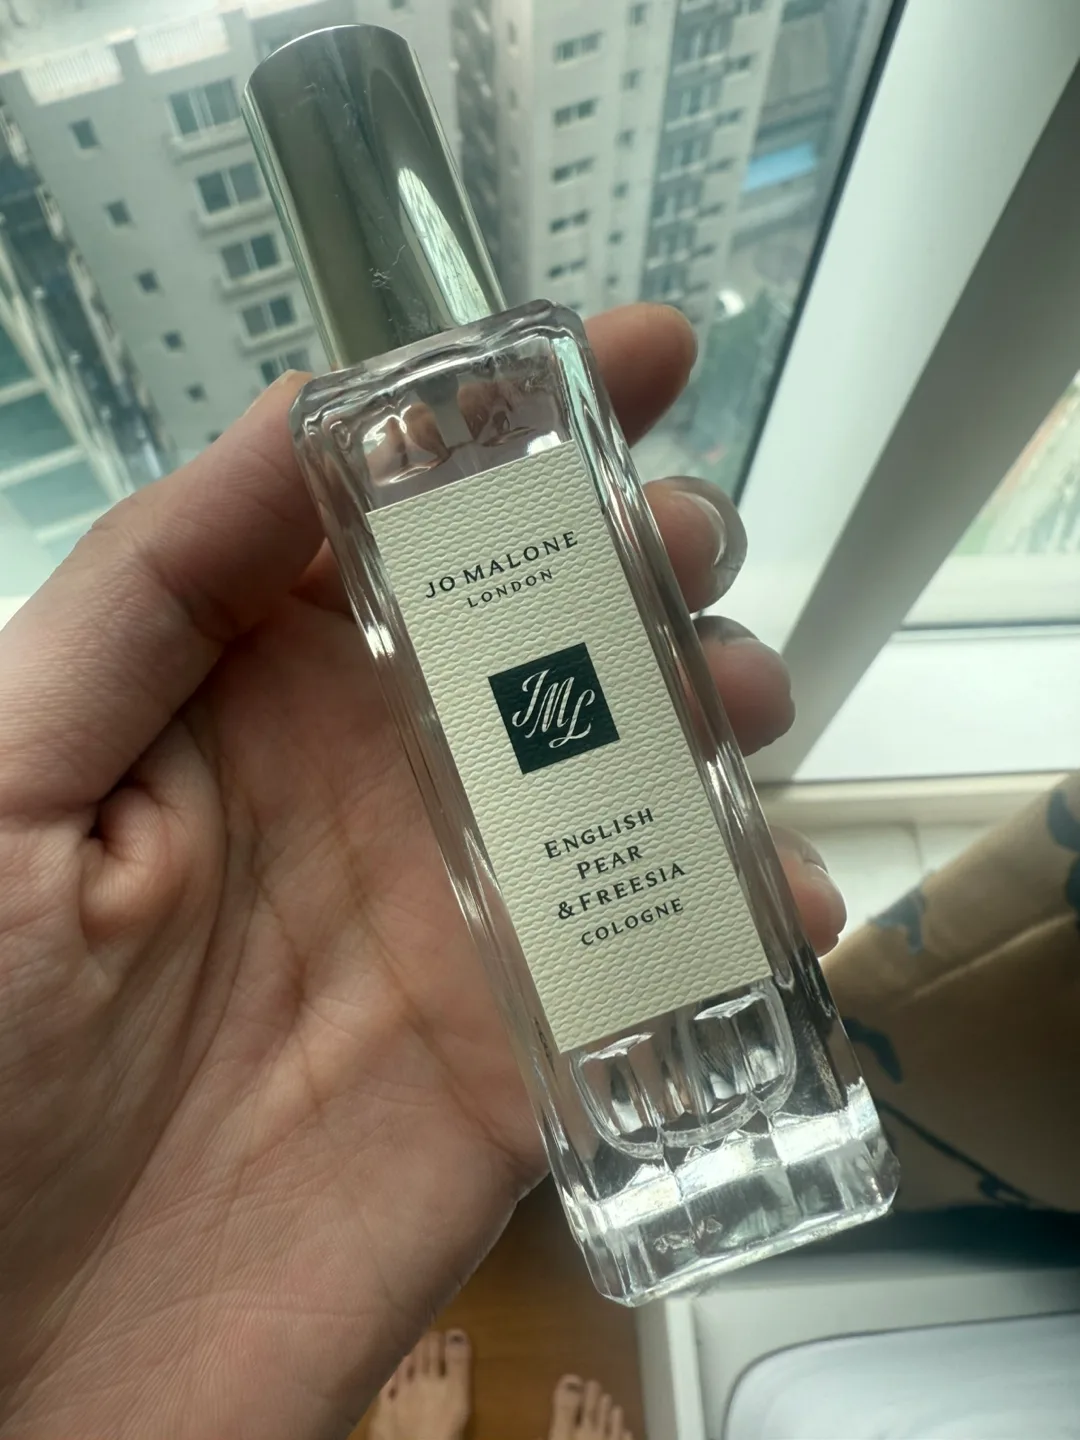 JO MALONE
LONDON
JML
ENGLISH
PEAR
& FREESIA
COLOGNE